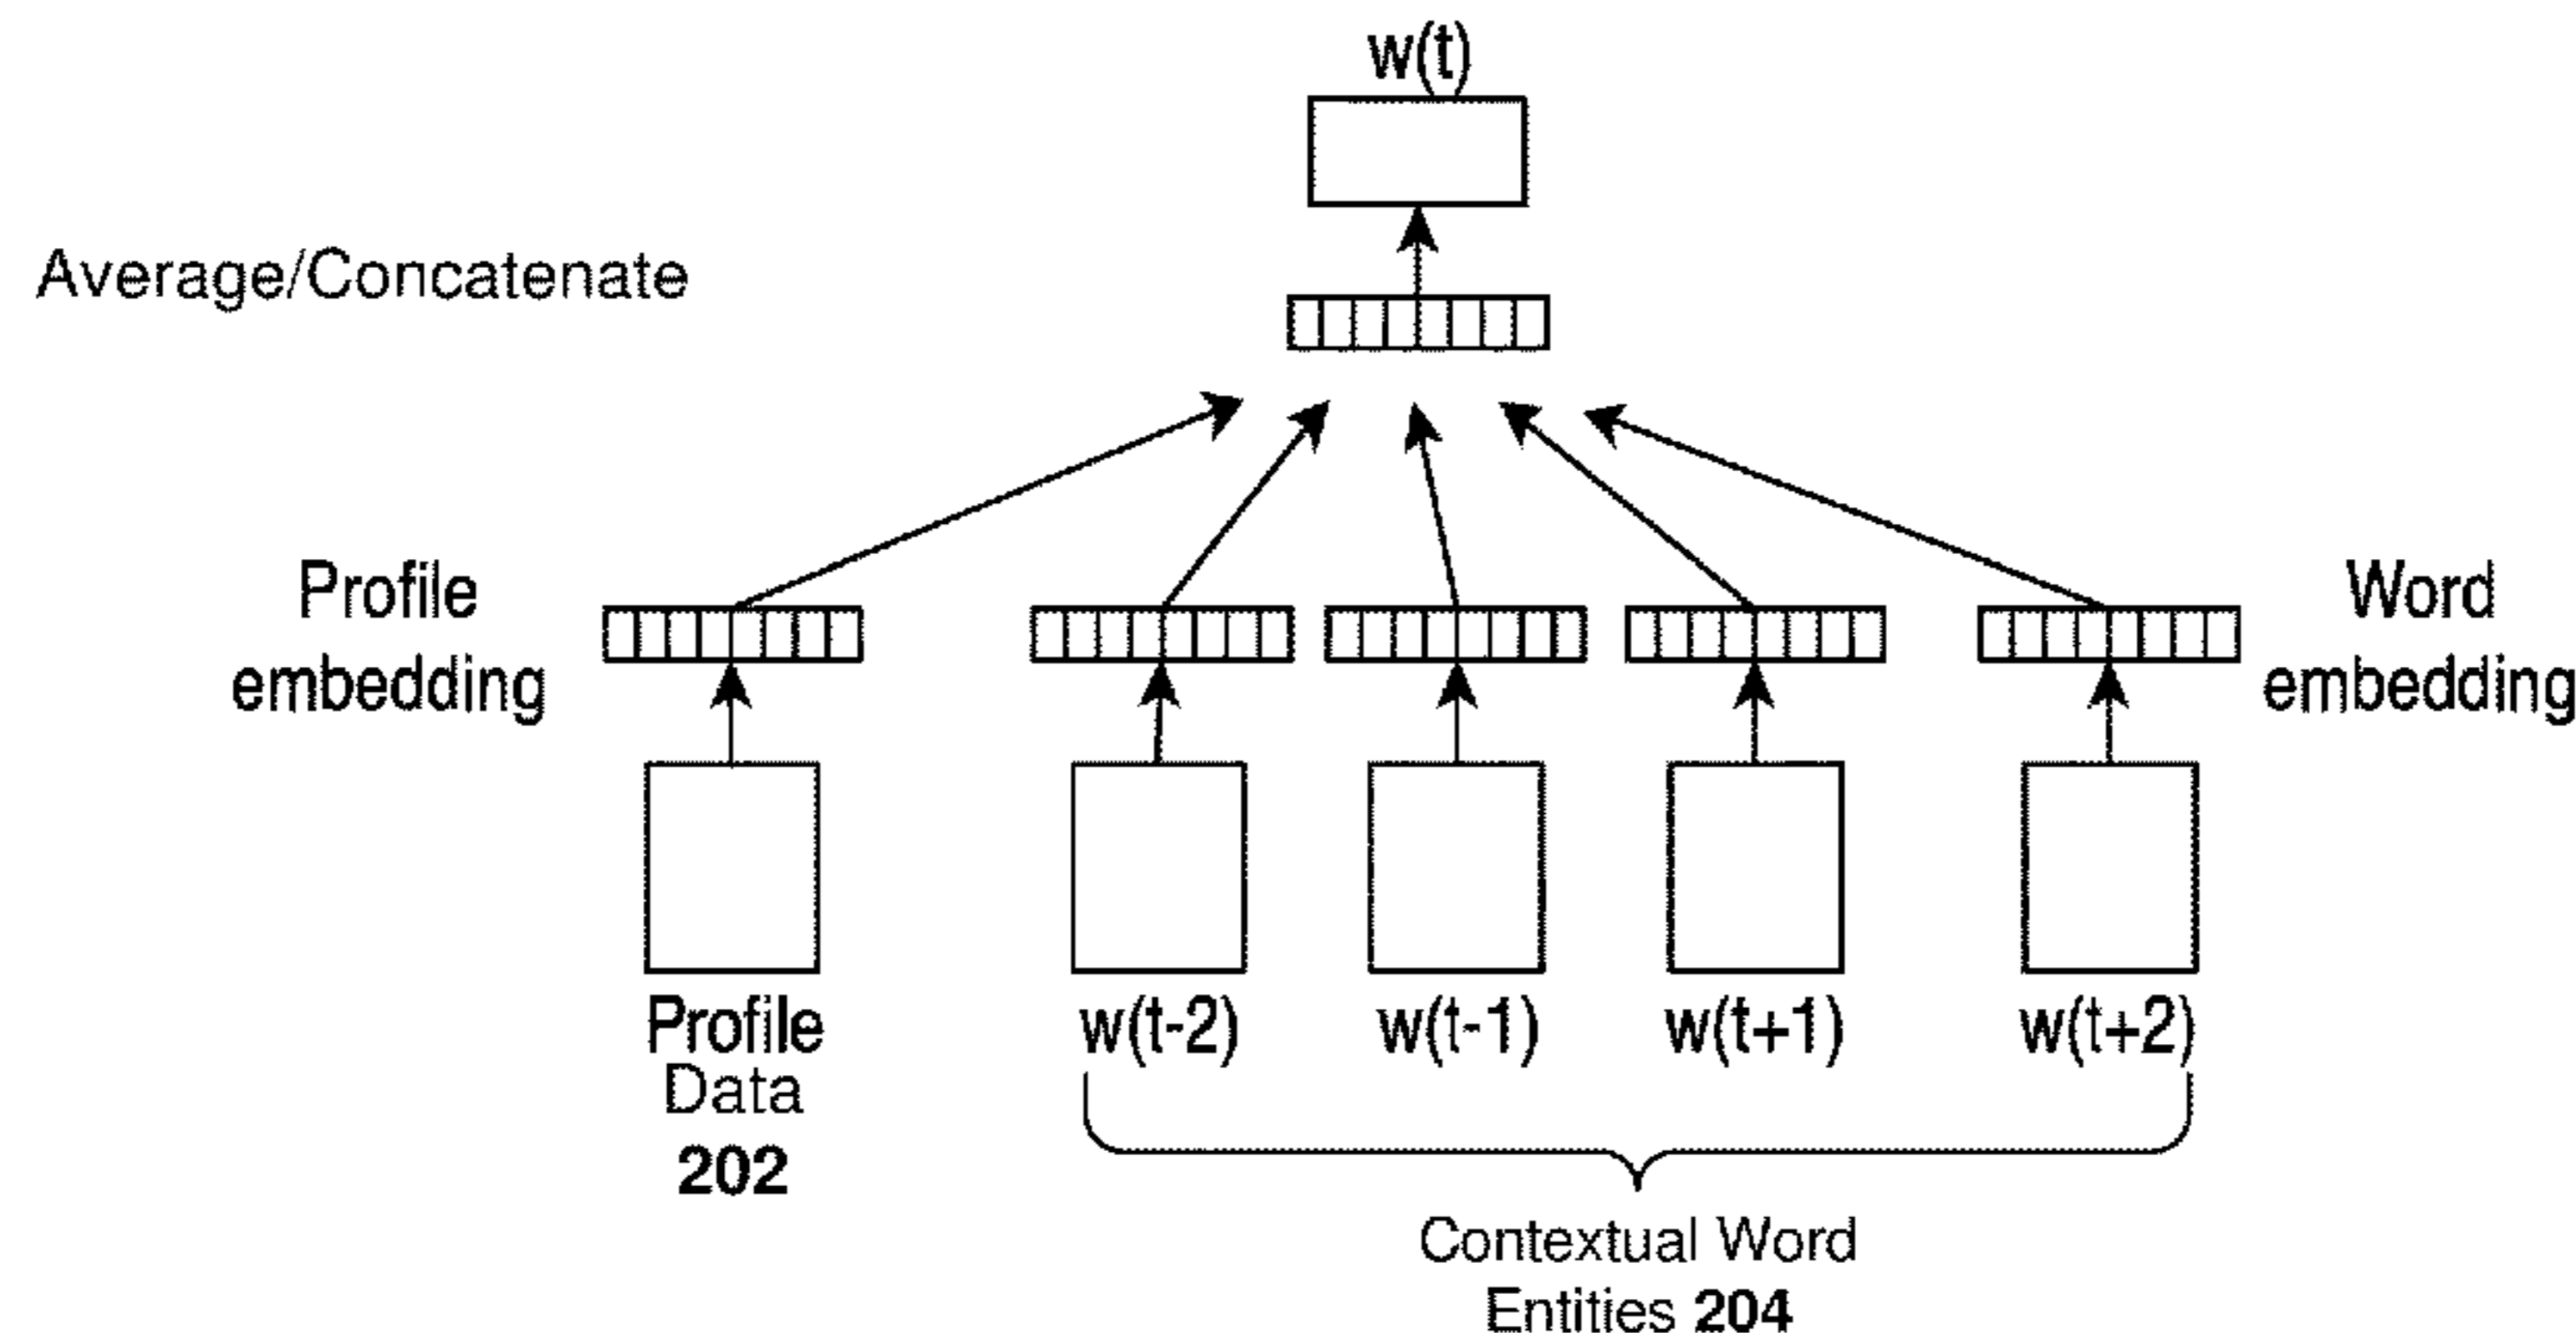 w(t)
Average/Concatenate
Profile
embedding
Word
embedding
Profile
Data
202
w(t-2)
w(t-1)
w(t+1)
w(t+2)
Contextual Word
Entities 204